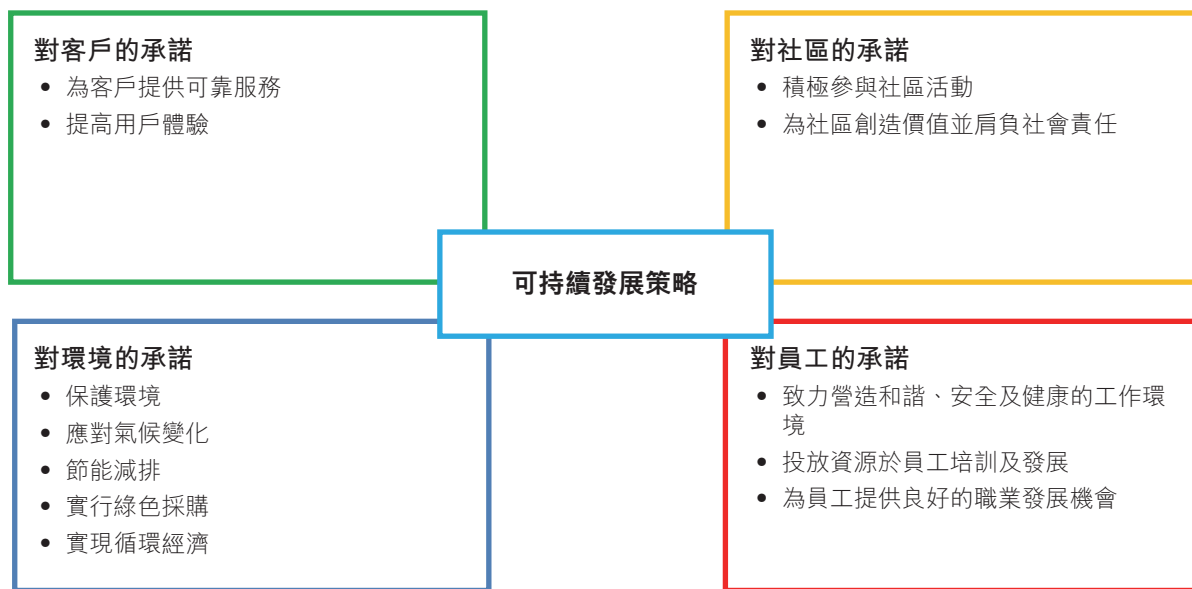 對客戶的承諾
• 為客戶提供可靠服務
• 提高用戶體驗
對社區的承諾
• 積極參與社區活動
• 為社區創造價值並肩負社會責任
可持續發展策略
對環境的承諾
• 保護環境
• 應對氣候變化
• 節能減排
• 實行綠色採購
• 實現循環經濟
對員工的承諾
• 致力營造和諧、安全及健康的工作環
境
• 投放資源於員工培訓及發展
• 為員工提供良好的職業發展機會